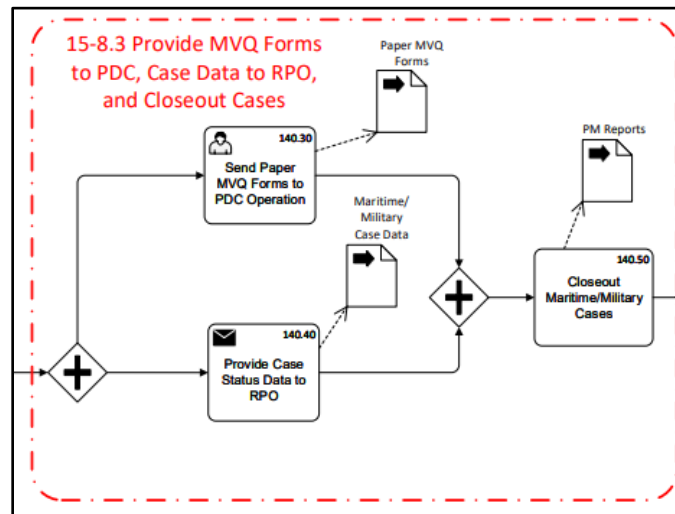 15-8.3 Provide MVQ Forms
to PDC, Case Data to RPO,
and Closeout Cases
Paper MVQ
Forms
140.30
Send Paper
MVQ Forms to
PDC Operation
PM Reports
Maritime/
Military
Case Data
140.50
Closeout
Maritime/Military
Cases
140.40
Provide Case
Status Data to
RPO